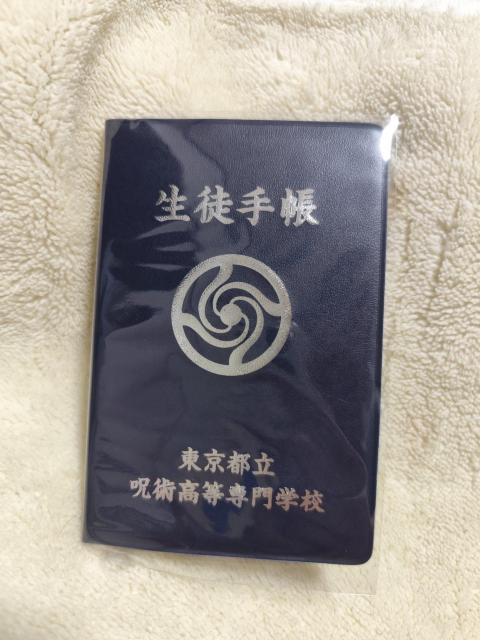 生徒手帳
東京都立
呪術高等専門学校